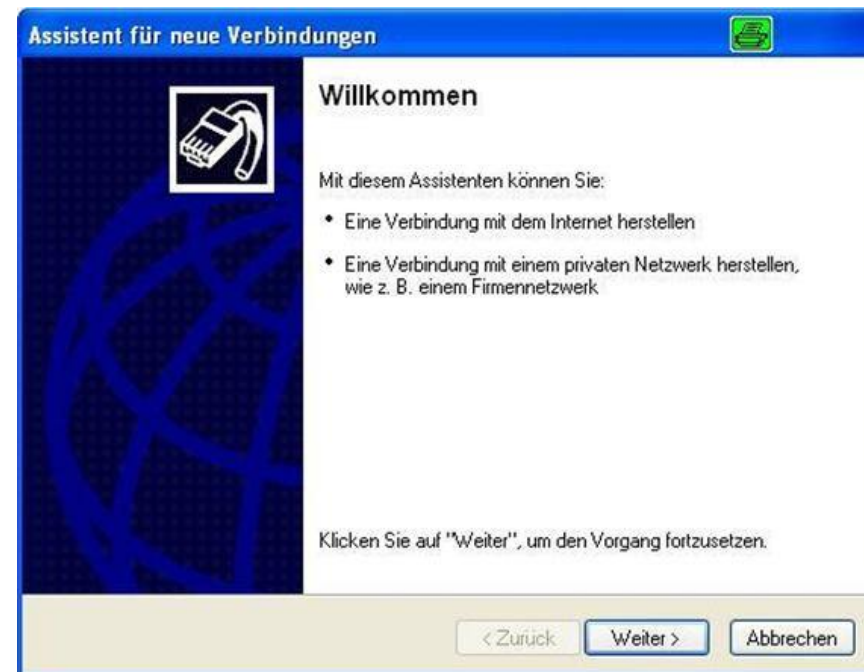 Assistent für neue Verbindungen
Willkommen
Mit diesem Assistenten können Sie:
• Eine Verbindung mit dem Internet herstellen
• Eine Verbindung mit einem privaten Netzwerk herstellen,
wie z. B. einem Firmennetzwerk
Klicken Sie auf "Weiter", um den Vorgang fortzusetzen.
< Zurück Weiter > Abbrechen